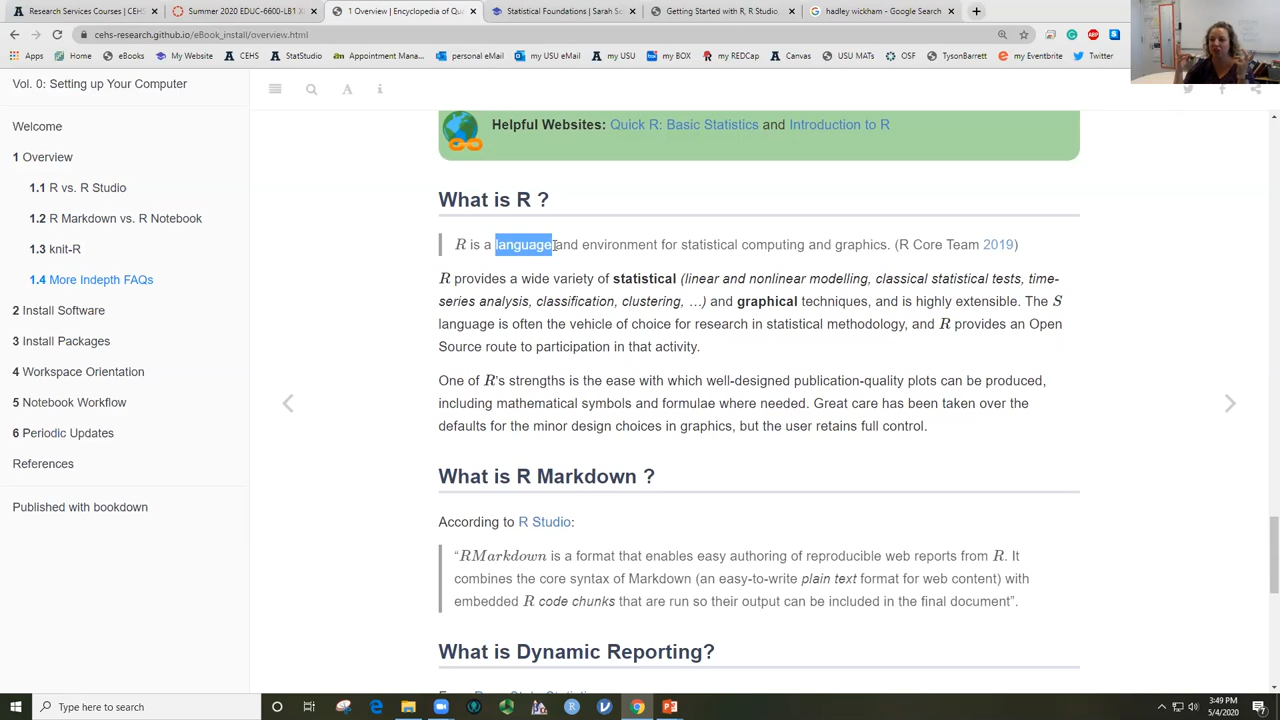 Research Services | Courses | CEHS
Summer 2020 EDUC-6600-LB1 X
1 Overview | Encyclopedia of Qu
Statistical Foundations | Sarah Sc
Getting Started with R, R Studio
hadley wickham - Google Search
cehs-research.github.io/eBook_install/overview.html
Apps Home eBooks My Website CEHS StatStudio Appointment Mana... personal eMail my USU eMail my USU my BOX my REDCap Canvas USU MATs OSF TysonBarrett my Eventbrite Twitter
Vol. 0: Setting up Your Computer
Welcome
1 Overview
1.1 R vs. R Studio
1.2 R Markdown vs. R Notebook
1.3 knit-R
1.4 More Indepth FAQs
2 Install Software
3 Install Packages
4 Workspace Orientation
5 Notebook Workflow
6 Periodic Updates
References
Published with bookdown
Helpful Websites: Quick R: Basic Statistics and Introduction to R
What is R ?
R is a language and environment for statistical computing and graphics. (R Core Team 2019)
R provides a wide variety of statistical (linear and nonlinear modelling, classical statistical tests, time-
series analysis, classification, clustering, …) and graphical techniques, and is highly extensible. The S
language is often the vehicle of choice for research in statistical methodology, and R provides an Open
Source route to participation in that activity.
One of R's strengths is the ease with which well-designed publication-quality plots can be produced,
including mathematical symbols and formulae where needed. Great care has been taken over the
defaults for the minor design choices in graphics, but the user retains full control.
What is R Markdown ?
According to R Studio:
“RMarkdown is a format that enables easy authoring of reproducible web reports from R. It
combines the core syntax of Markdown (an easy-to-write plain text format for web content) with
embedded R code chunks that are run so their output can be included in the final document”.
What is Dynamic Reporting?
Type here to search
3:49 PM
5/4/2020